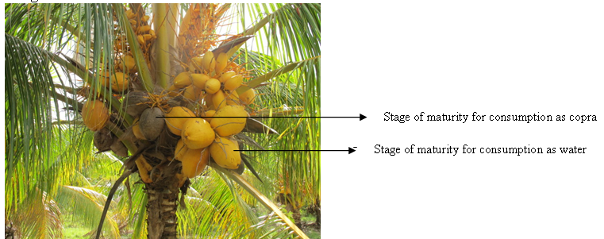 Stage of maturity for consumption as copra
Stage of maturity for consumption as water